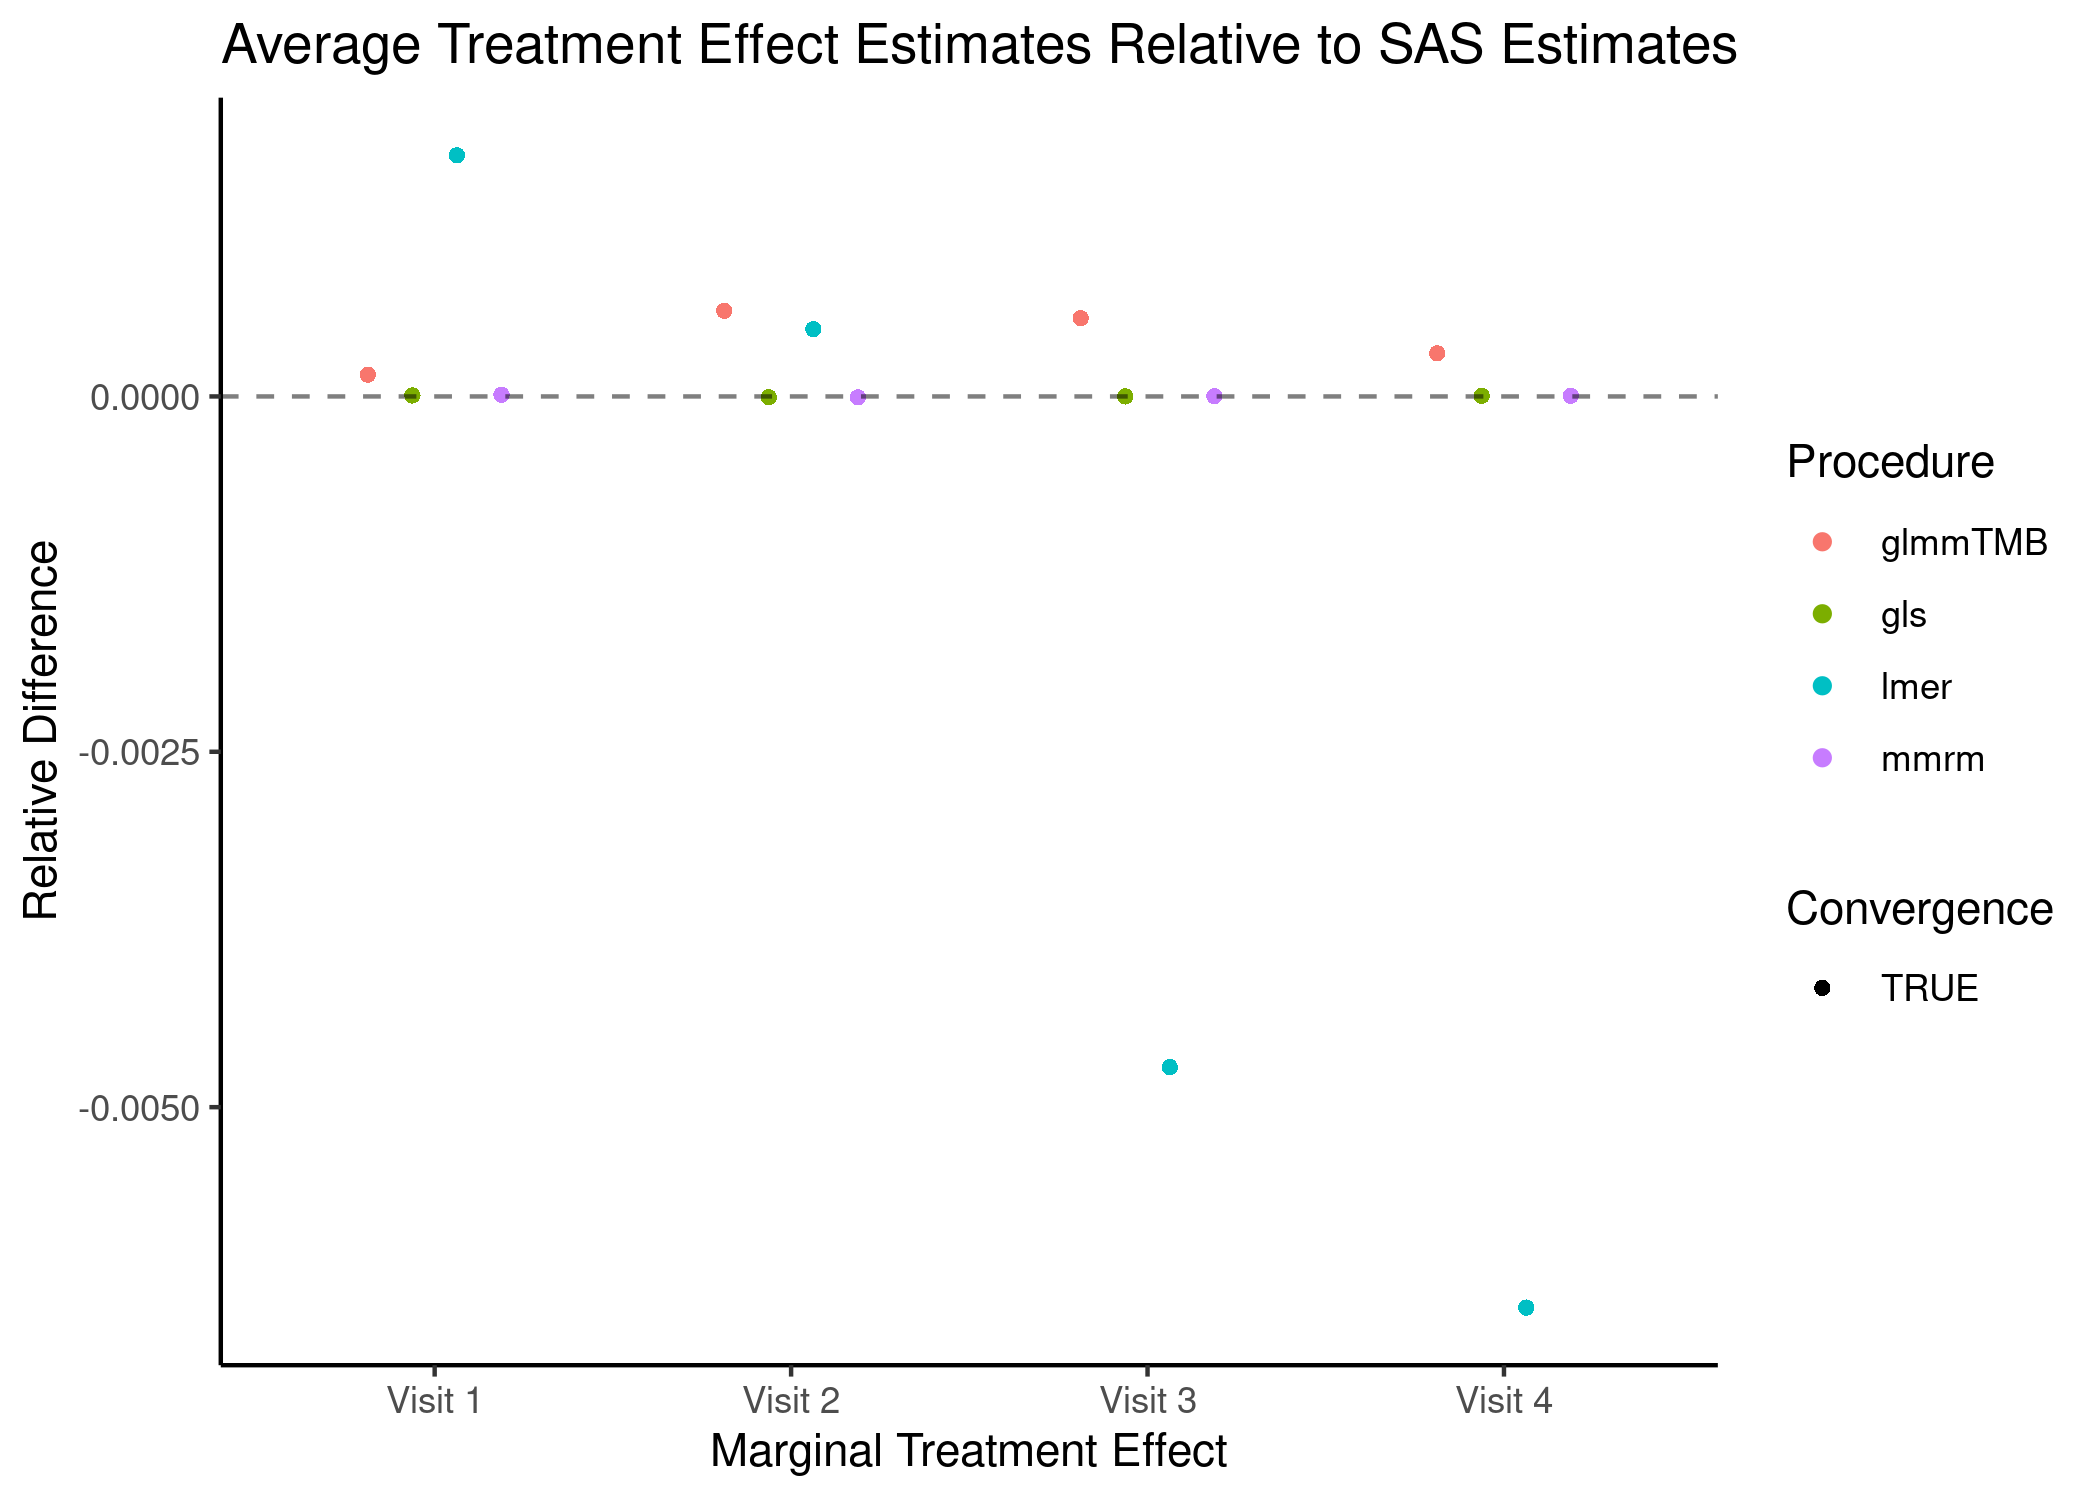 Average Treatment Effect Estimates Relative to SAS Estimates
Relative Difference
0.0000
-0.0025
-0.0050
Visit 1
Visit 2
Visit 3
Visit 4
Marginal Treatment Effect
Procedure
glmmTMB
gls
lmer
mmrm
Convergence
TRUE